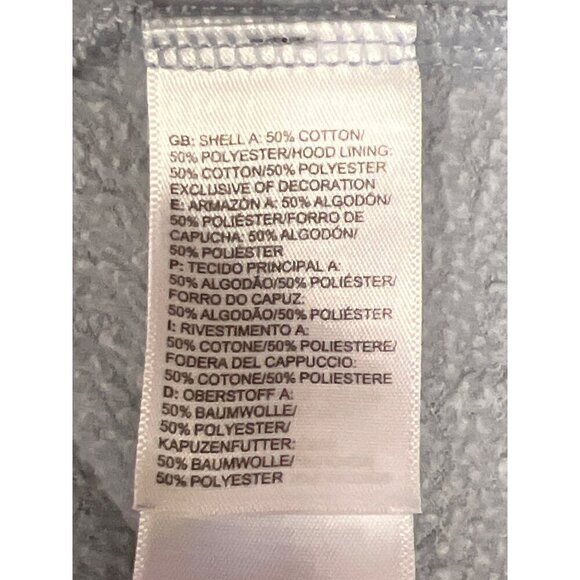 GB: SHELL A: 50% COTTON/
50% POLYESTER/HOOD LINING:
50% COTTON/50% POLYESTER
EXCLUSIVE OF DECORATION
E: ARMAZÓN A: 50% ALGODÓN/
50% POLIÉSTER/FORRO DE
CAPUCHA: 50% ALGODÓN/
50% POLIÉSTER
P: TECIDO PRINCIPAL A:
50% ALGODÃO/50% POLIÉSTER/
FORRO DO CAPUZ:
50% ALGODÃO/50% POLIÉSTER
I: RIVESTIMENTO A:
50% COTONE/50% POLIESTERE/
FODERA DEL CAPPUCCIO:
50% COTONE/50% POLIESTERE
D: OBERSTOFF A:
50% BAUMWOLLE/
50% POLYESTER/
KAPUZENFUTTER:
50% BAUMWOLLE/
50% POLYESTER